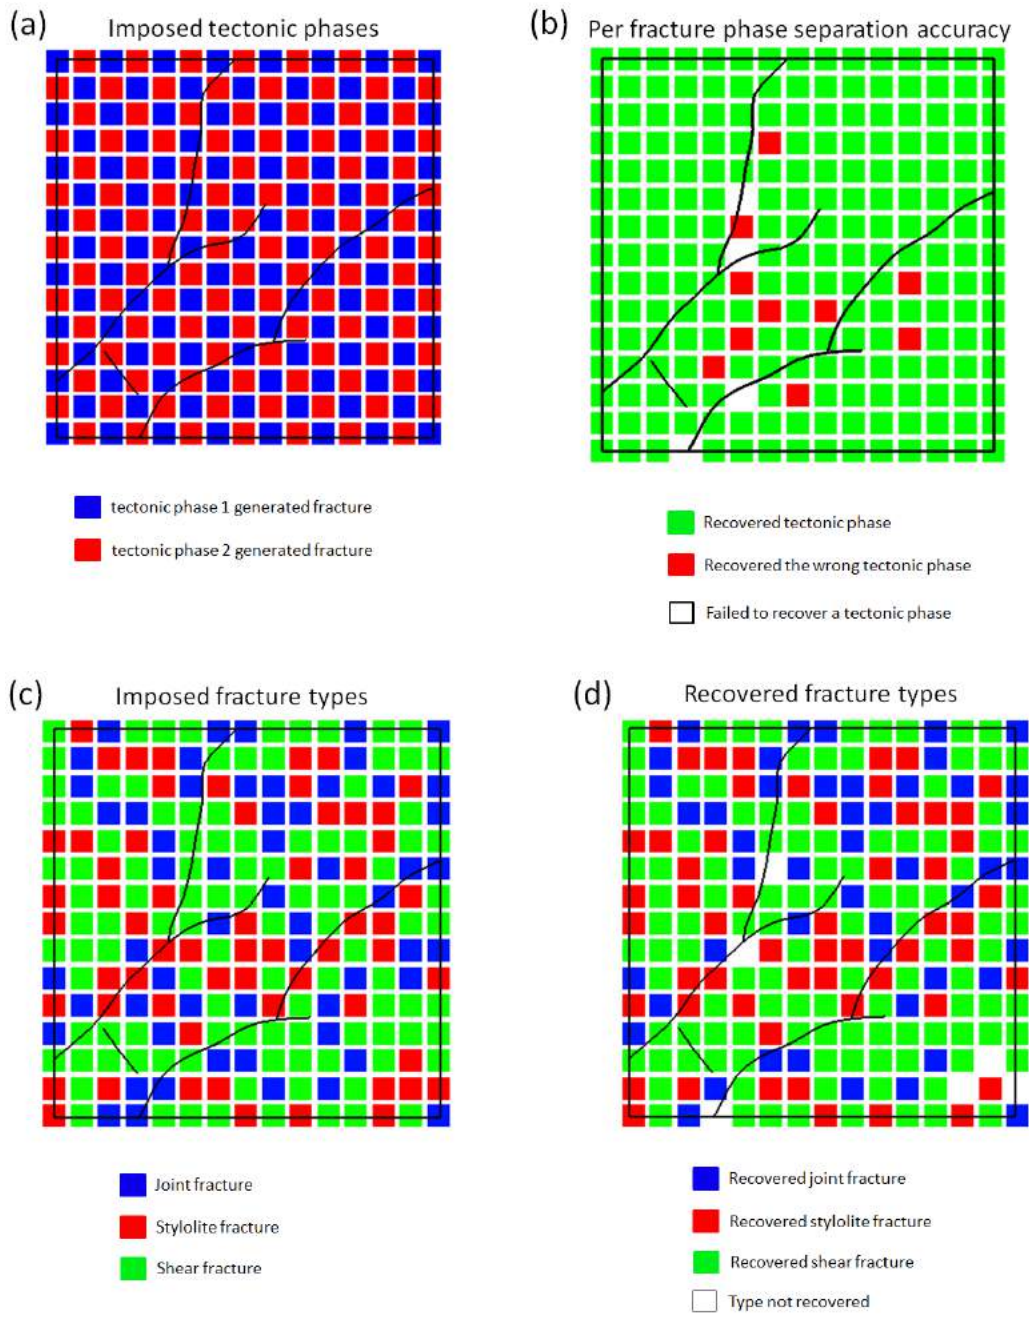 (a)
Imposed tectonic phases
(b)
Per fracture phase separation accuracy
tectonic phase 1 generated fracture
tectonic phase 2 generated fracture
Recovered tectonic phase
Recovered the wrong tectonic phase
Failed to recover a tectonic phase
(c)
Imposed fracture types
(d)
Recovered fracture types
Joint fracture
Stylolite fracture
Shear fracture
Recovered joint fracture
Recovered stylolite fracture
Recovered shear fracture
Type not recovered